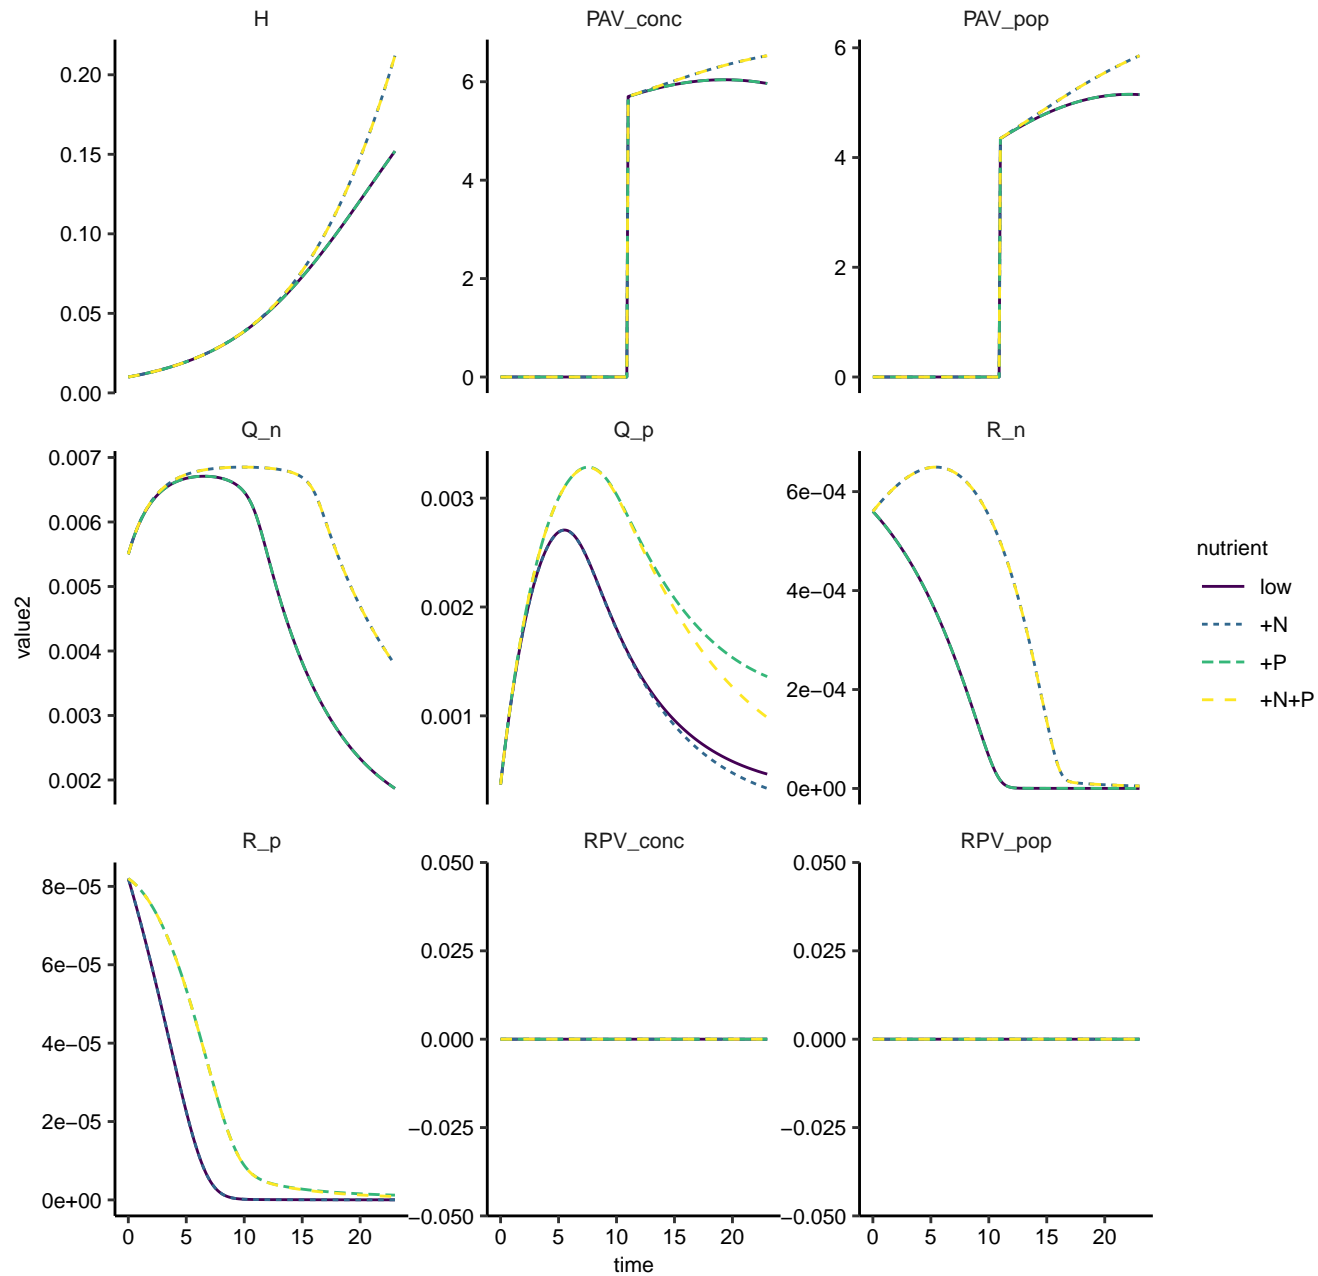 H
PAV_conc
PAV_pop
0.20
0.15
0.10
0.05
0.00
6
4
2
0
6
4
2
0
Q_n
Q_p
R_n
0.007
0.006
0.005
0.004
0.003
0.002
0.003
0.002
0.001
6e−04
4e−04
2e−04
0e+00
R_p
RPV_conc
RPV_pop
8e−05
6e−05
4e−05
2e−05
0e+00
0.050
0.025
0.000
−0.025
−0.050
0.050
0.025
0.000
−0.025
−0.050
0 5 10 15 20
0 5 10 15 20
0 5 10 15 20
time
value2
nutrient
low
+N
+P
+N+P